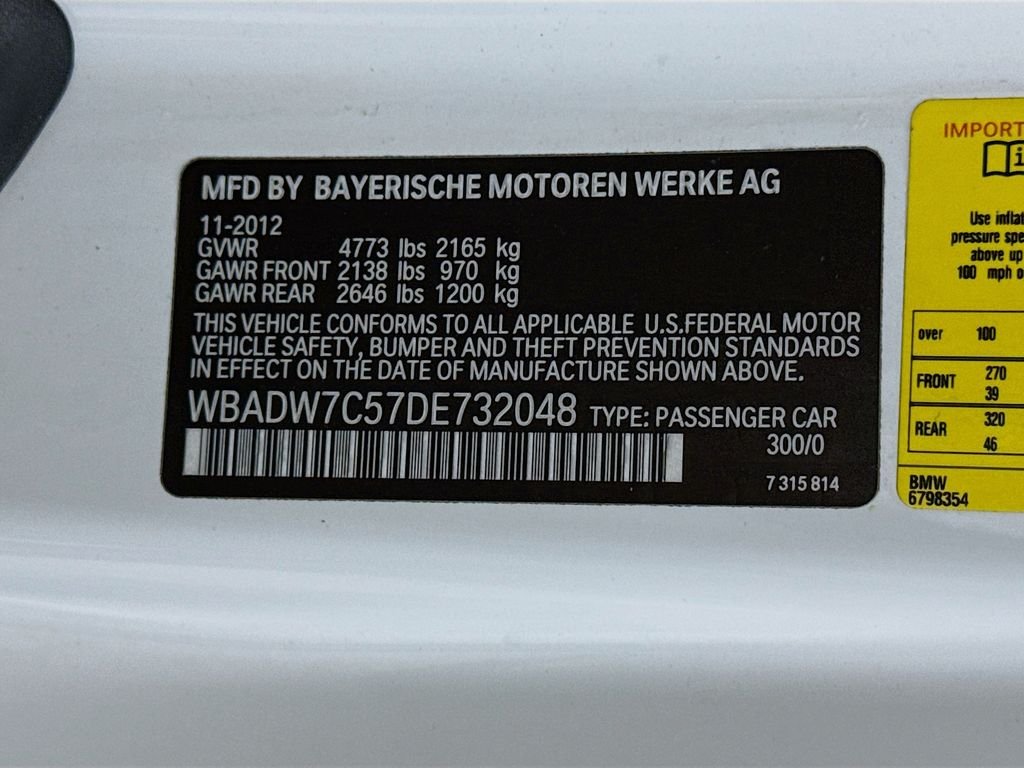 MFD BY BAYERISCHE MOTOREN WERKE AG
11-2012
GVWR 4773 lbs 2165 kg
GAWR FRONT 2138 lbs 970 kg
GAWR REAR 2646 lbs 1200 kg
THIS VEHICLE CONFORMS TO ALL APPLICABLE U.S.FEDERAL MOTOR
VEHICLE SAFETY, BUMPER AND THEFT PREVENTION STANDARDS
IN EFFECT ON THE DATE OF MANUFACTURE SHOWN ABOVE.
WBADW7C57DE732048 TYPE: PASSENGER CAR
300/0
7 315 814
IMPORT
i
Use inflat
pressure spe
above up
100 mph o
over 100
FRONT 270
39
REAR 320
46
BMW
6798354